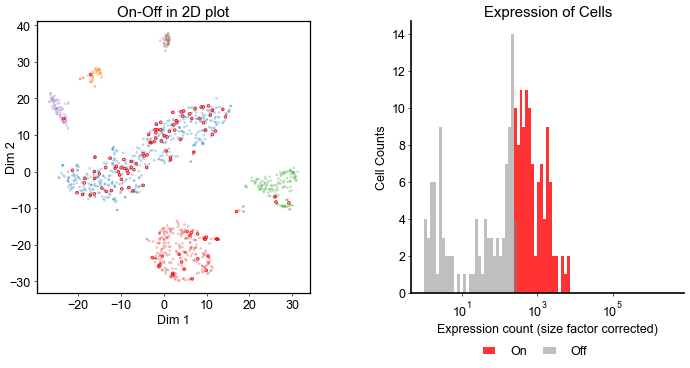 On-Off in 2D plot
40
30
20
10
0
−10
−20
−30
Dim 2
−20 −10 0 10 20 30
Dim 1
Expression of Cells
14
12
10
8
6
4
2
0
Cell Counts
10^1 10^3 10^5
Expression count (size factor corrected)
On Off